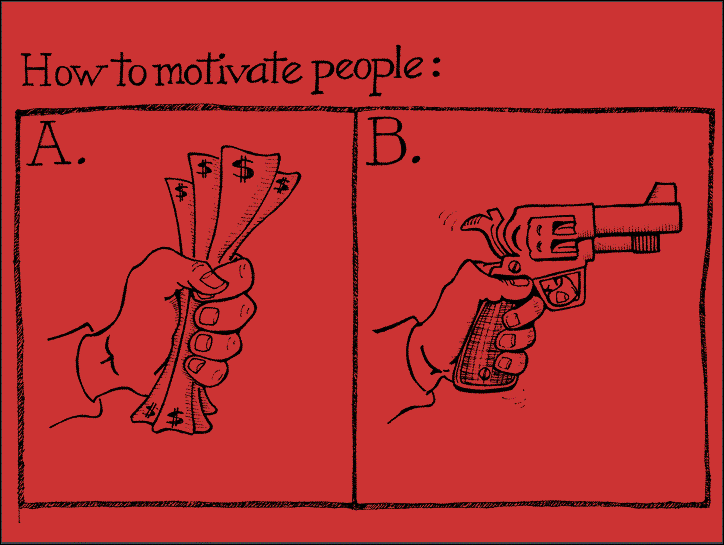 How to motivate people:
A.
B.
$ $ $ $
$ $